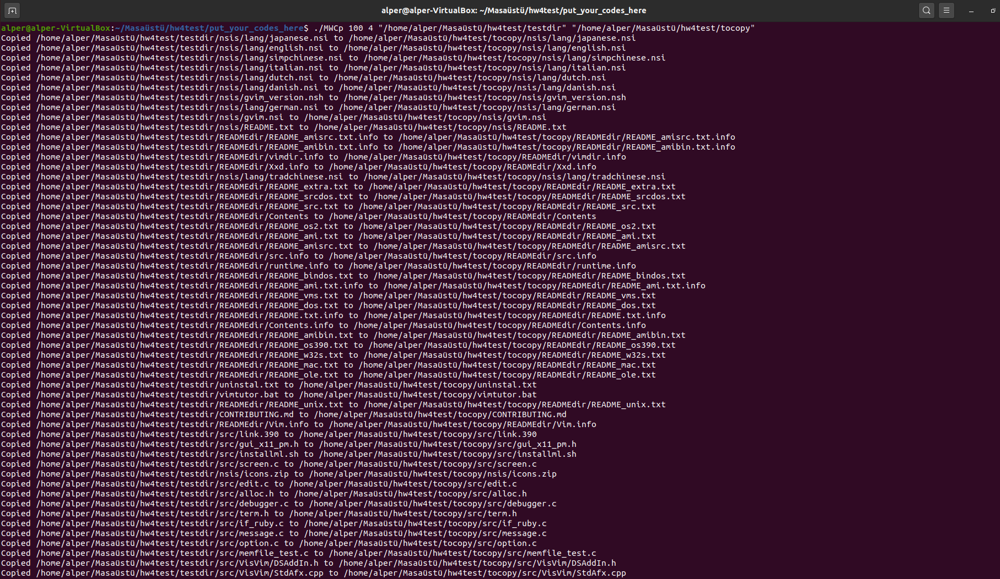 alper@alper-VirtualBox: ~/Masaüstü/hw4test/put_your_codes_here
alper@alper-VirtualBox:~/Masaüstü/hw4test/put_your_codes_here$ ./MWCp 100 4 "/home/alper/Masaüstü/hw4test/testdir" "/home/alper/Masaüstü/hw4test/tocopy"
Copied /home/alper/Masaüstü/hw4test/testdir/nsis/lang/japanese.nsi to /home/alper/Masaüstü/hw4test/tocopy/nsis/lang/japanese.nsi
Copied /home/alper/Masaüstü/hw4test/testdir/nsis/lang/english.nsi to /home/alper/Masaüstü/hw4test/tocopy/nsis/lang/english.nsi
Copied /home/alper/Masaüstü/hw4test/testdir/nsis/lang/simpchinese.nsi to /home/alper/Masaüstü/hw4test/tocopy/nsis/lang/simpchinese.nsi
Copied /home/alper/Masaüstü/hw4test/testdir/nsis/lang/italian.nsi to /home/alper/Masaüstü/hw4test/tocopy/nsis/lang/italian.nsi
Copied /home/alper/Masaüstü/hw4test/testdir/nsis/lang/dutch.nsi to /home/alper/Masaüstü/hw4test/tocopy/nsis/lang/dutch.nsi
Copied /home/alper/Masaüstü/hw4test/testdir/nsis/lang/danish.nsi to /home/alper/Masaüstü/hw4test/tocopy/nsis/lang/danish.nsi
Copied /home/alper/Masaüstü/hw4test/testdir/nsis/gvim_version.nsh to /home/alper/Masaüstü/hw4test/tocopy/nsis/gvim_version.nsh
Copied /home/alper/Masaüstü/hw4test/testdir/nsis/lang/german.nsi to /home/alper/Masaüstü/hw4test/tocopy/nsis/lang/german.nsi
Copied /home/alper/Masaüstü/hw4test/testdir/nsis/gvim.nsi to /home/alper/Masaüstü/hw4test/tocopy/nsis/gvim.nsi
Copied /home/alper/Masaüstü/hw4test/testdir/nsis/README.txt to /home/alper/Masaüstü/hw4test/tocopy/nsis/README.txt
Copied /home/alper/Masaüstü/hw4test/testdir/READMEdir/README_amisrc.txt.info to /home/alper/Masaüstü/hw4test/tocopy/READMEdir/README_amisrc.txt.info
Copied /home/alper/Masaüstü/hw4test/testdir/READMEdir/README_amibin.txt.info to /home/alper/Masaüstü/hw4test/tocopy/READMEdir/README_amibin.txt.info
Copied /home/alper/Masaüstü/hw4test/testdir/READMEdir/vimdir.info to /home/alper/Masaüstü/hw4test/tocopy/READMEdir/vimdir.info
Copied /home/alper/Masaüstü/hw4test/testdir/READMEdir/Xxd.info to /home/alper/Masaüstü/hw4test/tocopy/READMEdir/Xxd.info
Copied /home/alper/Masaüstü/hw4test/testdir/nsis/lang/tradchinese.nsi to /home/alper/Masaüstü/hw4test/tocopy/nsis/lang/tradchinese.nsi
Copied /home/alper/Masaüstü/hw4test/testdir/READMEdir/README_extra.txt to /home/alper/Masaüstü/hw4test/tocopy/READMEdir/README_extra.txt
Copied /home/alper/Masaüstü/hw4test/testdir/READMEdir/README_srcdos.txt to /home/alper/Masaüstü/hw4test/tocopy/READMEdir/README_srcdos.txt
Copied /home/alper/Masaüstü/hw4test/testdir/READMEdir/README_src.txt to /home/alper/Masaüstü/hw4test/tocopy/READMEdir/README_src.txt
Copied /home/alper/Masaüstü/hw4test/testdir/READMEdir/Contents to /home/alper/Masaüstü/hw4test/tocopy/READMEdir/Contents
Copied /home/alper/Masaüstü/hw4test/testdir/READMEdir/README_os2.txt to /home/alper/Masaüstü/hw4test/tocopy/READMEdir/README_os2.txt
Copied /home/alper/Masaüstü/hw4test/testdir/READMEdir/README_ami.txt to /home/alper/Masaüstü/hw4test/tocopy/READMEdir/README_ami.txt
Copied /home/alper/Masaüstü/hw4test/testdir/READMEdir/README_amisrc.txt to /home/alper/Masaüstü/hw4test/tocopy/READMEdir/README_amisrc.txt
Copied /home/alper/Masaüstü/hw4test/testdir/READMEdir/src.info to /home/alper/Masaüstü/hw4test/tocopy/READMEdir/src.info
Copied /home/alper/Masaüstü/hw4test/testdir/READMEdir/runtime.info to /home/alper/Masaüstü/hw4test/tocopy/READMEdir/runtime.info
Copied /home/alper/Masaüstü/hw4test/testdir/READMEdir/README_bindos.txt to /home/alper/Masaüstü/hw4test/tocopy/READMEdir/README_bindos.txt
Copied /home/alper/Masaüstü/hw4test/testdir/READMEdir/README_ami.txt.info to /home/alper/Masaüstü/hw4test/tocopy/READMEdir/README_ami.txt.info
Copied /home/alper/Masaüstü/hw4test/testdir/READMEdir/README_vms.txt to /home/alper/Masaüstü/hw4test/tocopy/READMEdir/README_vms.txt
Copied /home/alper/Masaüstü/hw4test/testdir/READMEdir/README_dos.txt to /home/alper/Masaüstü/hw4test/tocopy/READMEdir/README_dos.txt
Copied /home/alper/Masaüstü/hw4test/testdir/READMEdir/README.txt.info to /home/alper/Masaüstü/hw4test/tocopy/READMEdir/README.txt.info
Copied /home/alper/Masaüstü/hw4test/testdir/READMEdir/Contents.info to /home/alper/Masaüstü/hw4test/tocopy/READMEdir/Contents.info
Copied /home/alper/Masaüstü/hw4test/testdir/READMEdir/README_amibin.txt to /home/alper/Masaüstü/hw4test/tocopy/READMEdir/README_amibin.txt
Copied /home/alper/Masaüstü/hw4test/testdir/READMEdir/README_os390.txt to /home/alper/Masaüstü/hw4test/tocopy/READMEdir/README_os390.txt
Copied /home/alper/Masaüstü/hw4test/testdir/READMEdir/README_w32s.txt to /home/alper/Masaüstü/hw4test/tocopy/READMEdir/README_w32s.txt
Copied /home/alper/Masaüstü/hw4test/testdir/READMEdir/README_mac.txt to /home/alper/Masaüstü/hw4test/tocopy/READMEdir/README_mac.txt
Copied /home/alper/Masaüstü/hw4test/testdir/READMEdir/README_ole.txt to /home/alper/Masaüstü/hw4test/tocopy/READMEdir/README_ole.txt
Copied /home/alper/Masaüstü/hw4test/testdir/uninstal.txt to /home/alper/Masaüstü/hw4test/tocopy/uninstal.txt
Copied /home/alper/Masaüstü/hw4test/testdir/vimtutor.bat to /home/alper/Masaüstü/hw4test/tocopy/vimtutor.bat
Copied /home/alper/Masaüstü/hw4test/testdir/READMEdir/README_unix.txt to /home/alper/Masaüstü/hw4test/tocopy/READMEdir/README_unix.txt
Copied /home/alper/Masaüstü/hw4test/testdir/CONTRIBUTING.md to /home/alper/Masaüstü/hw4test/tocopy/CONTRIBUTING.md
Copied /home/alper/Masaüstü/hw4test/testdir/READMEdir/Vim.info to /home/alper/Masaüstü/hw4test/tocopy/READMEdir/Vim.info
Copied /home/alper/Masaüstü/hw4test/testdir/src/link.390 to /home/alper/Masaüstü/hw4test/tocopy/src/link.390
Copied /home/alper/Masaüstü/hw4test/testdir/src/gui_x11_pm.h to /home/alper/Masaüstü/hw4test/tocopy/src/gui_x11_pm.h
Copied /home/alper/Masaüstü/hw4test/testdir/src/installml.sh to /home/alper/Masaüstü/hw4test/tocopy/src/installml.sh
Copied /home/alper/Masaüstü/hw4test/testdir/src/screen.c to /home/alper/Masaüstü/hw4test/tocopy/src/screen.c
Copied /home/alper/Masaüstü/hw4test/testdir/nsis/icons.zip to /home/alper/Masaüstü/hw4test/tocopy/nsis/icons.zip
Copied /home/alper/Masaüstü/hw4test/testdir/src/edit.c to /home/alper/Masaüstü/hw4test/tocopy/src/edit.c
Copied /home/alper/Masaüstü/hw4test/testdir/src/alloc.h to /home/alper/Masaüstü/hw4test/tocopy/src/alloc.h
Copied /home/alper/Masaüstü/hw4test/testdir/src/debugger.c to /home/alper/Masaüstü/hw4test/tocopy/src/debugger.c
Copied /home/alper/Masaüstü/hw4test/testdir/src/term.h to /home/alper/Masaüstü/hw4test/tocopy/src/term.h
Copied /home/alper/Masaüstü/hw4test/testdir/src/if_ruby.c to /home/alper/Masaüstü/hw4test/tocopy/src/if_ruby.c
Copied /home/alper/Masaüstü/hw4test/testdir/src/message.c to /home/alper/Masaüstü/hw4test/tocopy/src/message.c
Copied /home/alper/Masaüstü/hw4test/testdir/src/option.c to /home/alper/Masaüstü/hw4test/tocopy/src/option.c
Copied /home/alper/Masaüstü/hw4test/testdir/src/memfile_test.c to /home/alper/Masaüstü/hw4test/tocopy/src/memfile_test.c
Copied /home/alper/Masaüstü/hw4test/testdir/src/VisVim/DSAddIn.h to /home/alper/Masaüstü/hw4test/tocopy/src/VisVim/DSAddIn.h
Copied /home/alper/Masaüstü/hw4test/testdir/src/VisVim/StdAfx.cpp to /home/alper/Masaüstü/hw4test/tocopy/src/VisVim/StdAfx.cpp